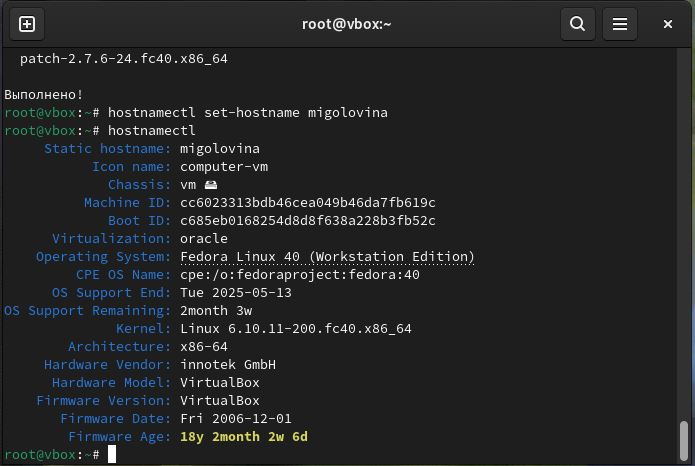 root@vbox:~
patch-2.7.6-24.fc40.x86_64
Выполнено!
root@vbox:~# hostnamectl set-hostname migolovina
root@vbox:~# hostnamectl
Static hostname: migolovina
Icon name: computer-vm
Chassis: vm 🖴
Machine ID: cc6023313bdb46cea049b46da7fb619c
Boot ID: c685eb0168254d8d8f638a228b3fb52c
Virtualization: oracle
Operating System: Fedora Linux 40 (Workstation Edition)
CPE OS Name: cpe:/o:fedoraproject:fedora:40
OS Support End: Tue 2025-05-13
OS Support Remaining: 2month 3w
Kernel: Linux 6.10.11-200.fc40.x86_64
Architecture: x86-64
Hardware Vendor: innotek GmbH
Hardware Model: VirtualBox
Firmware Version: VirtualBox
Firmware Date: Fri 2006-12-01
Firmware Age: 18y 2month 2w 6d
root@vbox:~#